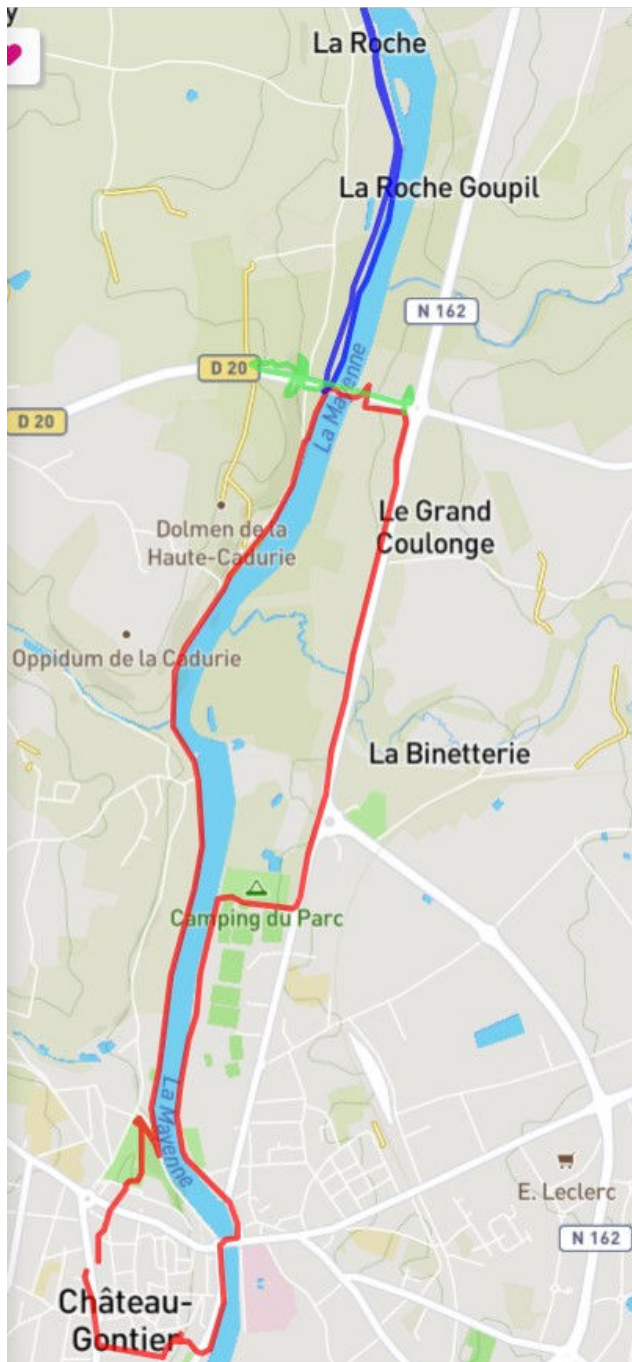 y
La Roche
La Roche Goupil
N 162
D 20
La Mayenne
D 20
Dolmen de la
Haute-Cadurie
Le Grand
Coulonge
Oppidum de la Cadurie
La Binetterie
Camping du Parc
La Mayenne
E. Leclerc
N 162
Château-
Gontier